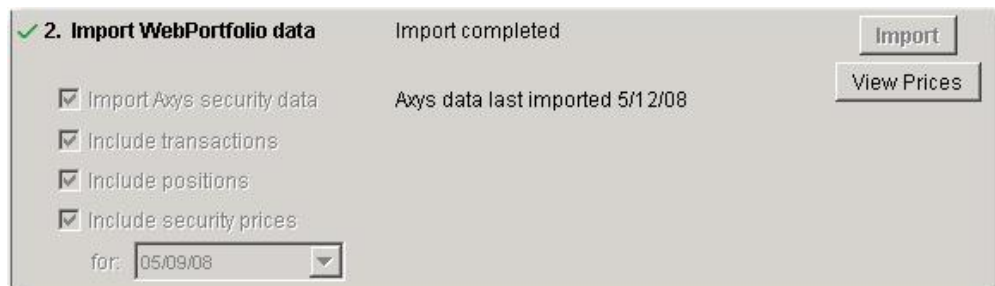 2. Import WebPortfolio data Import completed Import
View Prices
Import Axys security data Axys data last imported 5/12/08
Include transactions
Include positions
Include security prices
for: 05/09/08